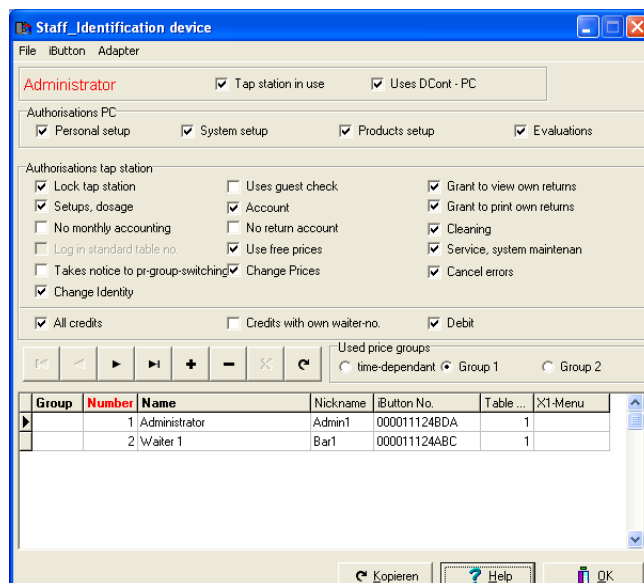 Staff_Identification device
File iButton Adapter
Administrator Tap station in use Uses DCont - PC
Authorisations PC
Personal setup System setup Products setup Evaluations
Authorisations tap station
Lock tap station Uses guest check Grant to view own returns
Setups, dosage Account Grant to print own returns
No monthly accounting No return account Cleaning
Log in standard table no. Use free prices Service, system maintenan
Takes notice to pr-group-switching Change Prices Cancel errors
Change Identity
All credits Credits with own waiter-no. Debit
Used price groups
time-dependant Group 1 Group 2
Group Number Name Nickname iButton No. Table ... X1-Menu
1 Administrator Admin1 000011124BDA 1
2 Waiter 1 Bar1 000011124ABC 1
Kopieren Help OK